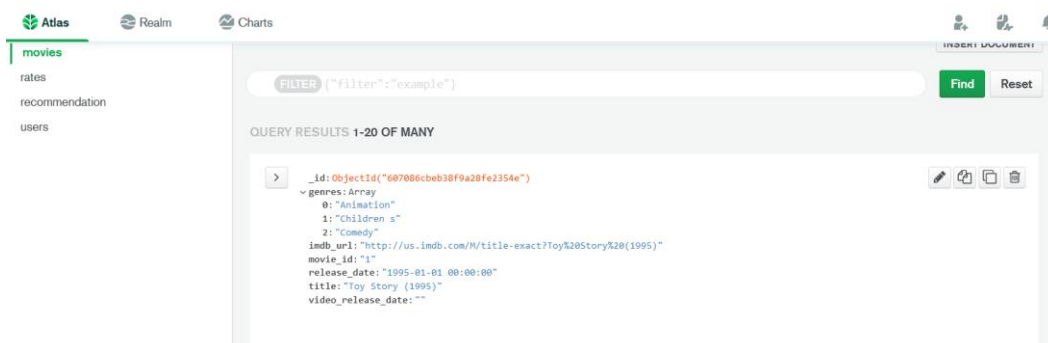 Atlas Realm Charts
movies
rates
recommendation
users
INSERT DOCUMENT
FILTER {"filter":"example"}
Find Reset
QUERY RESULTS 1-20 OF MANY
_id:ObjectId("607086cbeb38f9a28fe2354e")
genres:Array
0:"Animation"
1:"Children s"
2:"Comedy"
imdb_url:"http://us.imdb.com/M/title-exact?Toy%20Story%20(1995)"
movie_id:"1"
release_date:"1995-01-01 00:00:00"
title:"Toy Story (1995)"
video_release_date:""